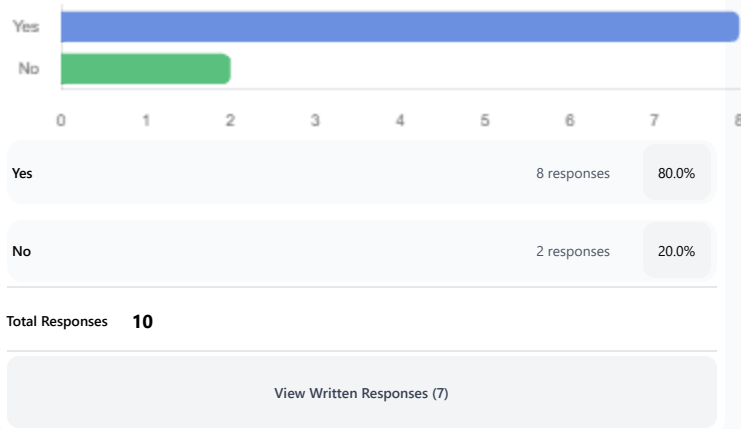 Yes
No
0 1 2 3 4 5 6 7 8
Yes 8 responses 80.0%
No 2 responses 20.0%
Total Responses 10
View Written Responses (7)